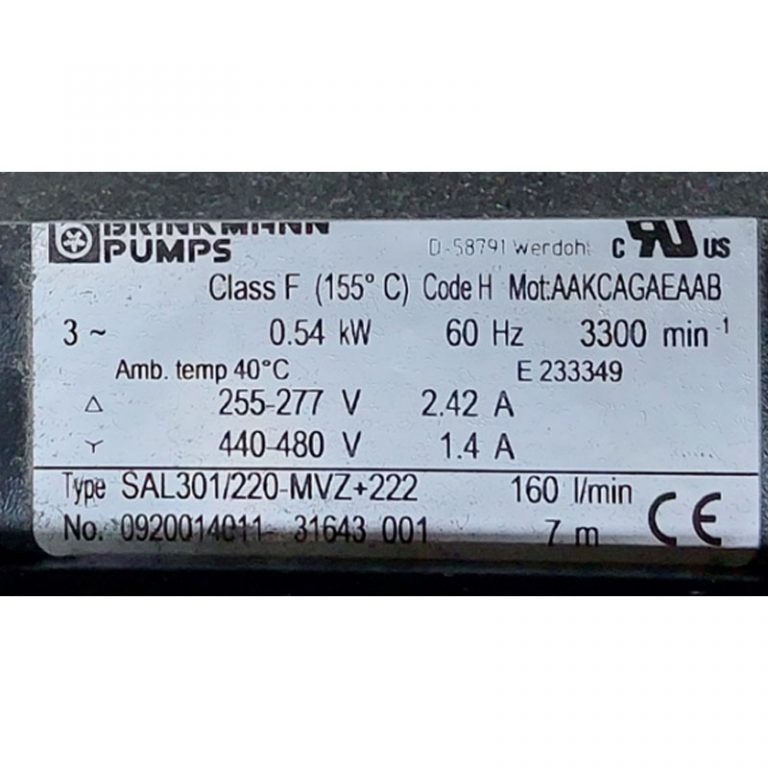 BRINKMANN
PUMPS D-58791 Werdohl c RU US
Class F (155° C) Code H Mot:AAKCAGAEAAB
3 ~ 0.54 kW 60 Hz 3300 min -1
Amb. temp 40°C E 233349
△ 255-277 V 2.42 A
Y 440-480 V 1.4 A
Type SAL301/220-MVZ+222 160 l/min
No. 0920014011- 31643 001 7 m CE